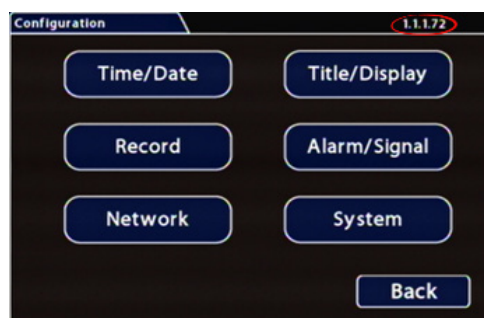 Configuration 1.1.1.72
Time/Date Title/Display
Record Alarm/Signal
Network System
Back